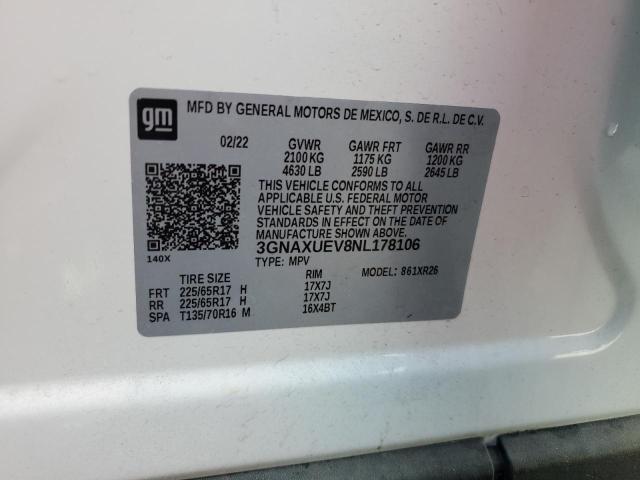 gm
MFD BY GENERAL MOTORS DE MEXICO, S. DE R.L. DE C.V.
02/22 GVWR GAWR FRT GAWR RR
2100 KG 1175 KG 1200 KG
4630 LB 2590 LB 2645 LB
THIS VEHICLE CONFORMS TO ALL
APPLICABLE U.S. FEDERAL MOTOR
VEHICLE SAFETY AND THEFT PREVENTION
STANDARDS IN EFFECT ON THE DATE OF
MANUFACTURE SHOWN ABOVE.
3GNAXUEV8NL178106
140X
TYPE: MPV MODEL: 861XR26
TIRE SIZE RIM
FRT 225/65R17 H 17X7J
RR 225/65R17 H 17X7J
SPA T135/70R16 M 16X4BT